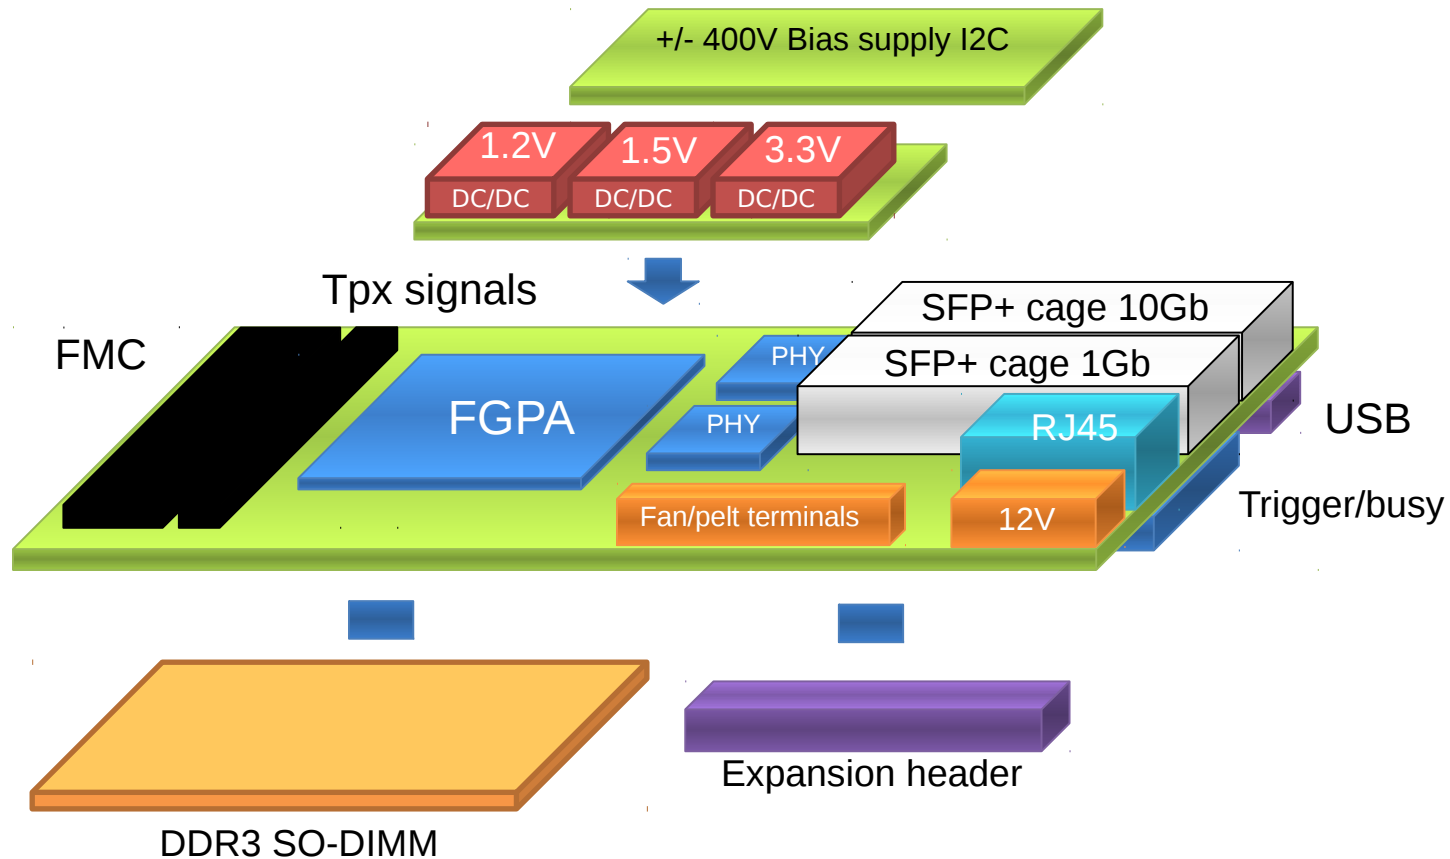 +/- 400V Bias supply I2C
1.2V
1.5V
3.3V
DC/DC
DC/DC
DC/DC
Tpx signals
SFP+ cage 10Gb
FMC
PHY
SFP+ cage 1Gb
FGPA
PHY
RJ45
USB
Fan/pelt terminals
12V
Trigger/busy
Expansion header
DDR3 SO-DIMM